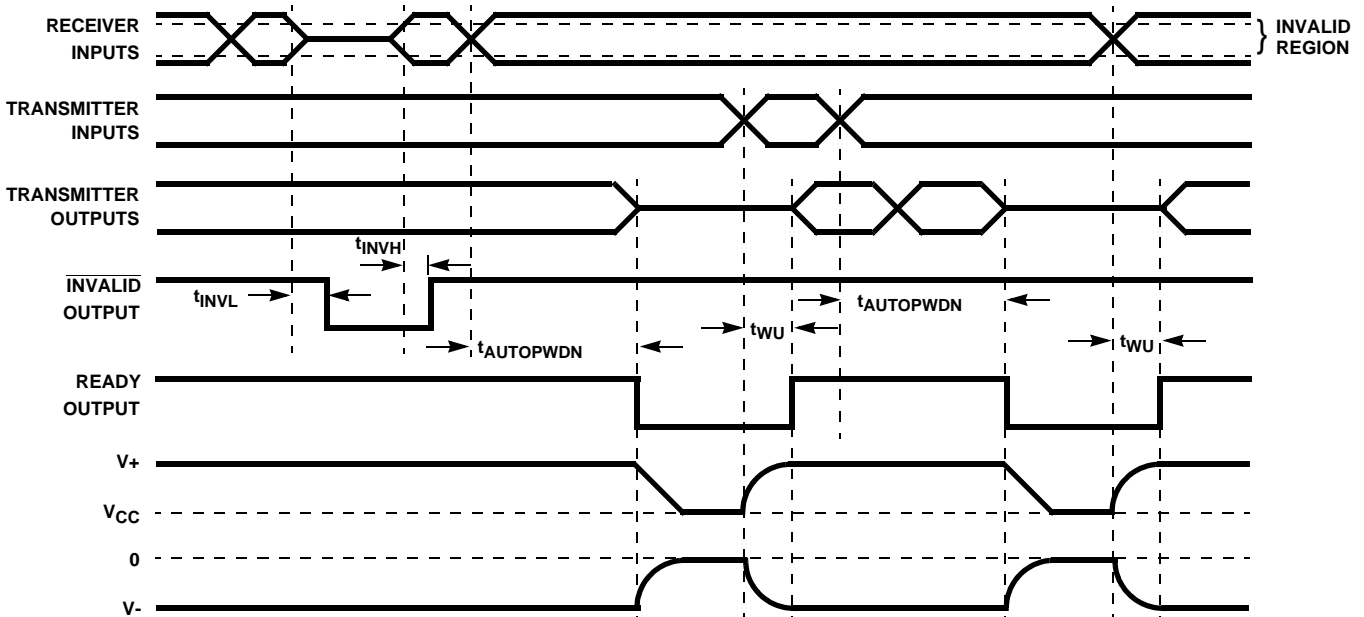 RECEIVER
INPUTS
} INVALID
REGION
TRANSMITTER
INPUTS
TRANSMITTER
OUTPUTS
tINVH
INVALID
OUTPUT
tINVL
tAUTOPWDN
tWU
tAUTOPWDN
tWU
READY
OUTPUT
V+
VCC
0
V-